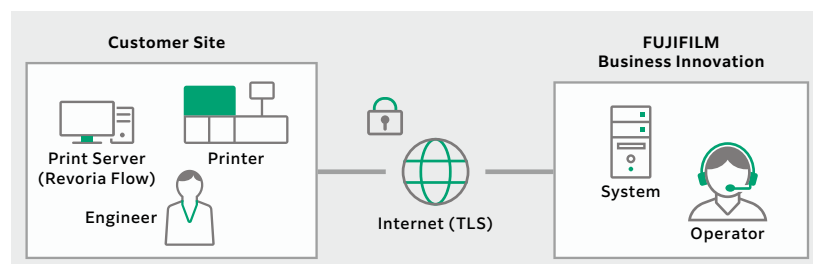 Customer Site
Print Server
(Revoria Flow)
Printer
Engineer
Internet (TLS)
FUJIFILM
Business Innovation
System
Operator